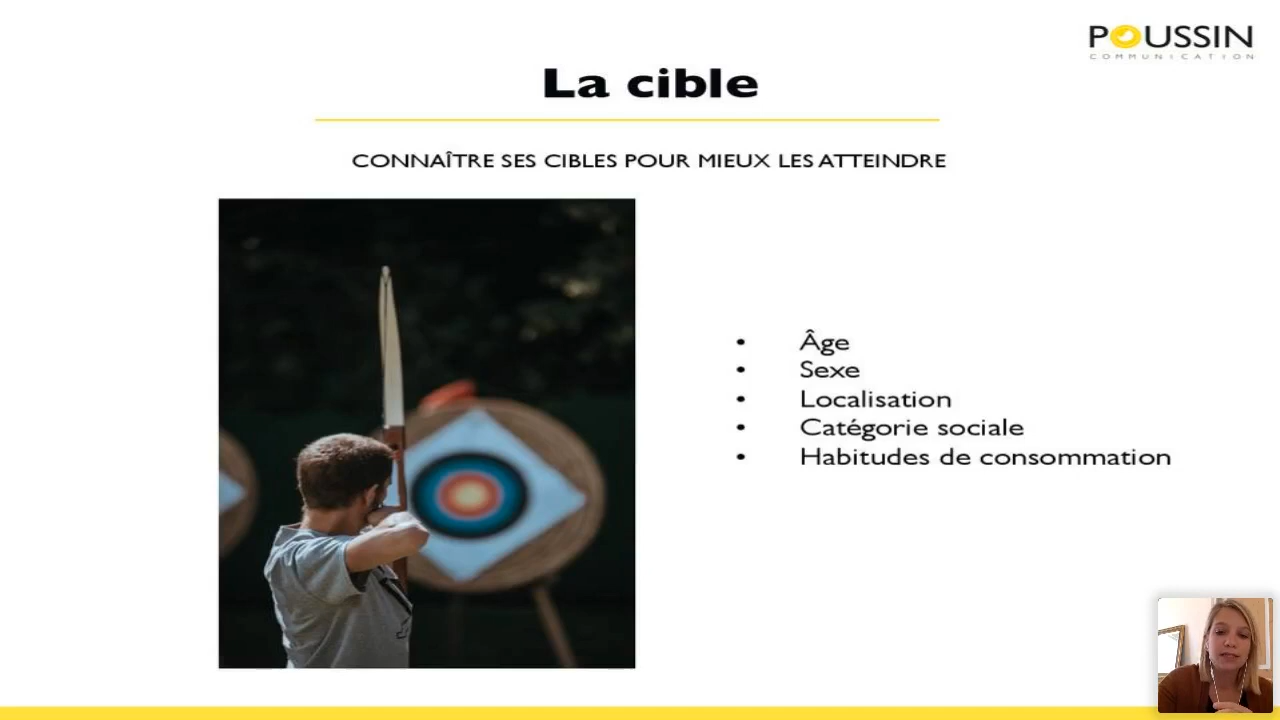 POUSSIN
COMMUNICATION
La cible
CONNAÎTRE SES CIBLES POUR MIEUX LES ATTEINDRE
• Âge
• Sexe
• Localisation
• Catégorie sociale
• Habitudes de consommation